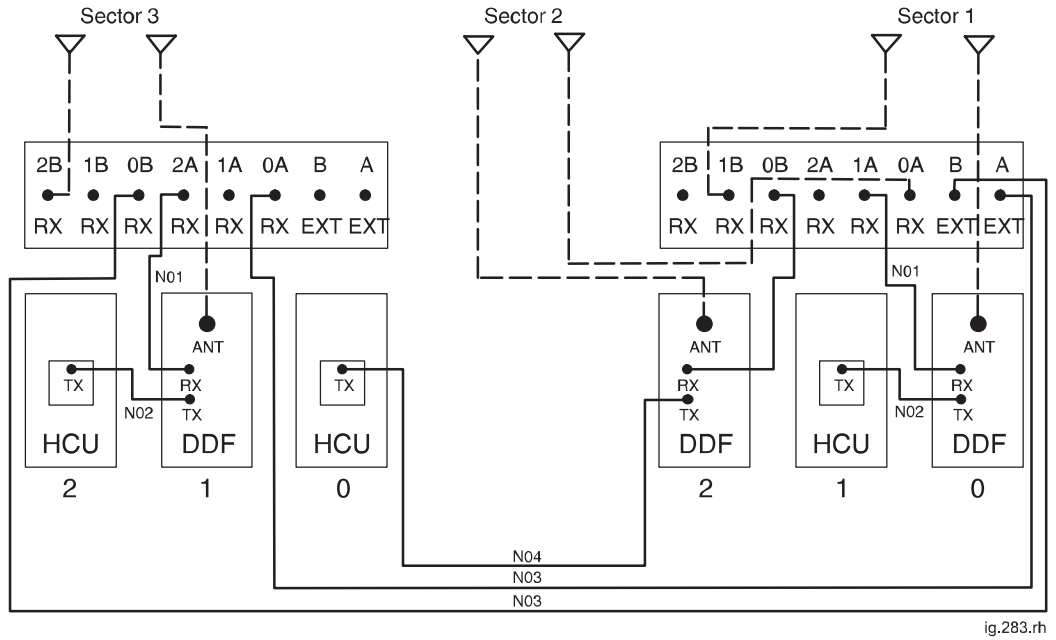 Sector 3 Sector 2 Sector 1
2B 1B 0B 2A 1A 0A B A
RX RX RX RX RX RX EXT EXT
2B 1B 0B 2A 1A 0A B A
RX RX RX RX RX RX EXT EXT
N01
N01
ANT
ANT
ANT
TX
RX
TX
N02
TX
RX
TX
TX
N02
RX
TX
HCU DDF HCU
DDF HCU DDF
2 1 0
2 1 0
N04
N03
N03
ig.283.rh